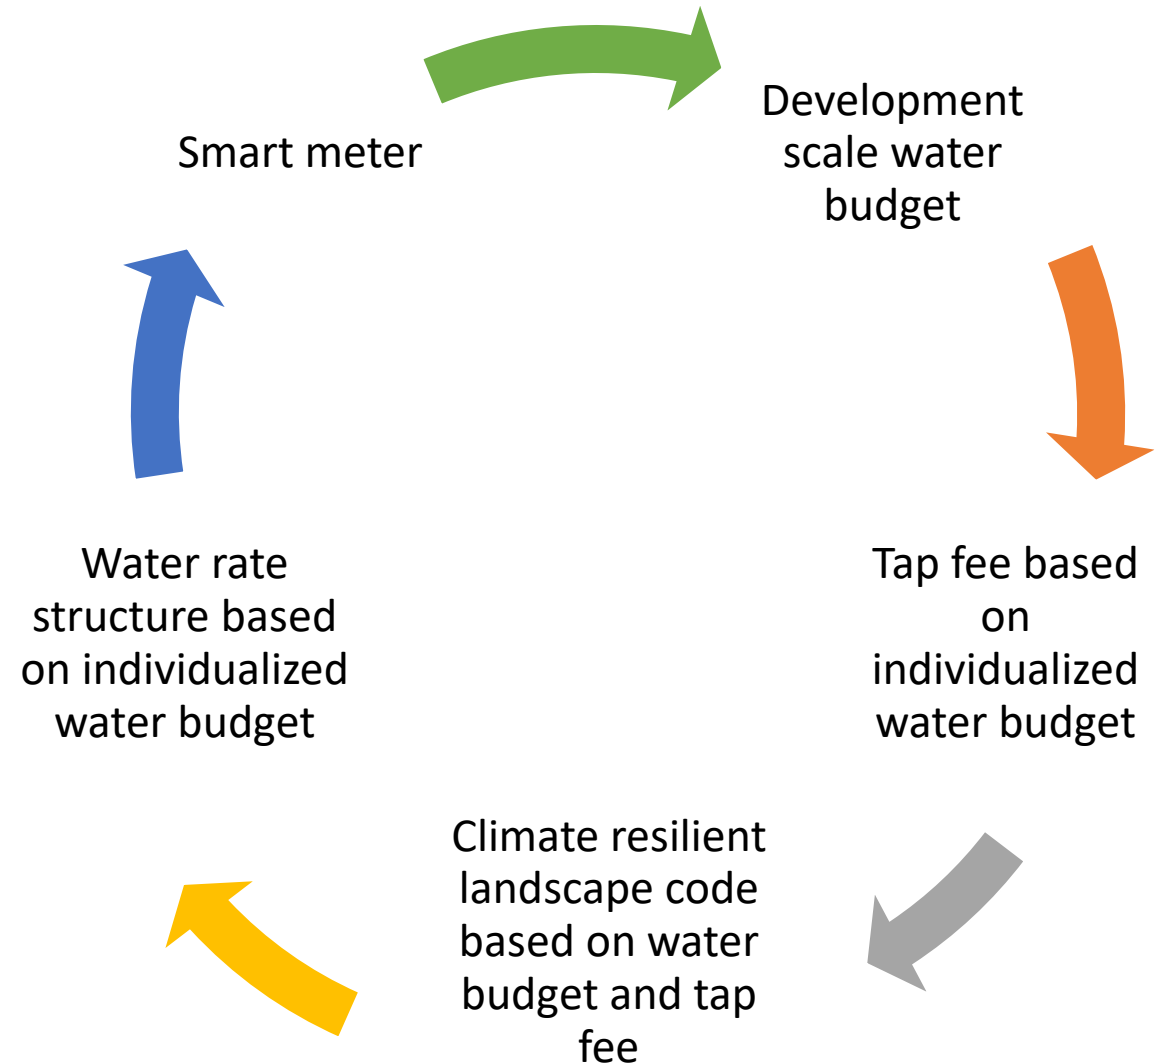 Smart meter
Development
scale water
budget
Tap fee based
on
individualized
water budget
Climate resilient
landscape code
based on water
budget and tap
fee
Water rate
structure based
on individualized
water budget